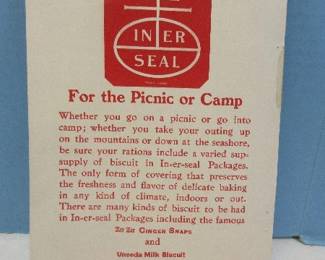 IN ER
SEAL
For the Picnic or Camp
Whether you go on a picnic or go into
camp; whether you take your outing up
on the mountains or down at the seashore,
be sure your rations include a varied sup-
supply of biscuit in In-er-seal Packages.
The only form of covering that preserves
the freshness and flavor of delicate baking
in any kind of climate, indoors or out.
There are many kinds of biscuit to be had
in In-er-seal Packages including the famous
Zu Zu GINGER SNAPS
and
Uneeda Milk Biscuit